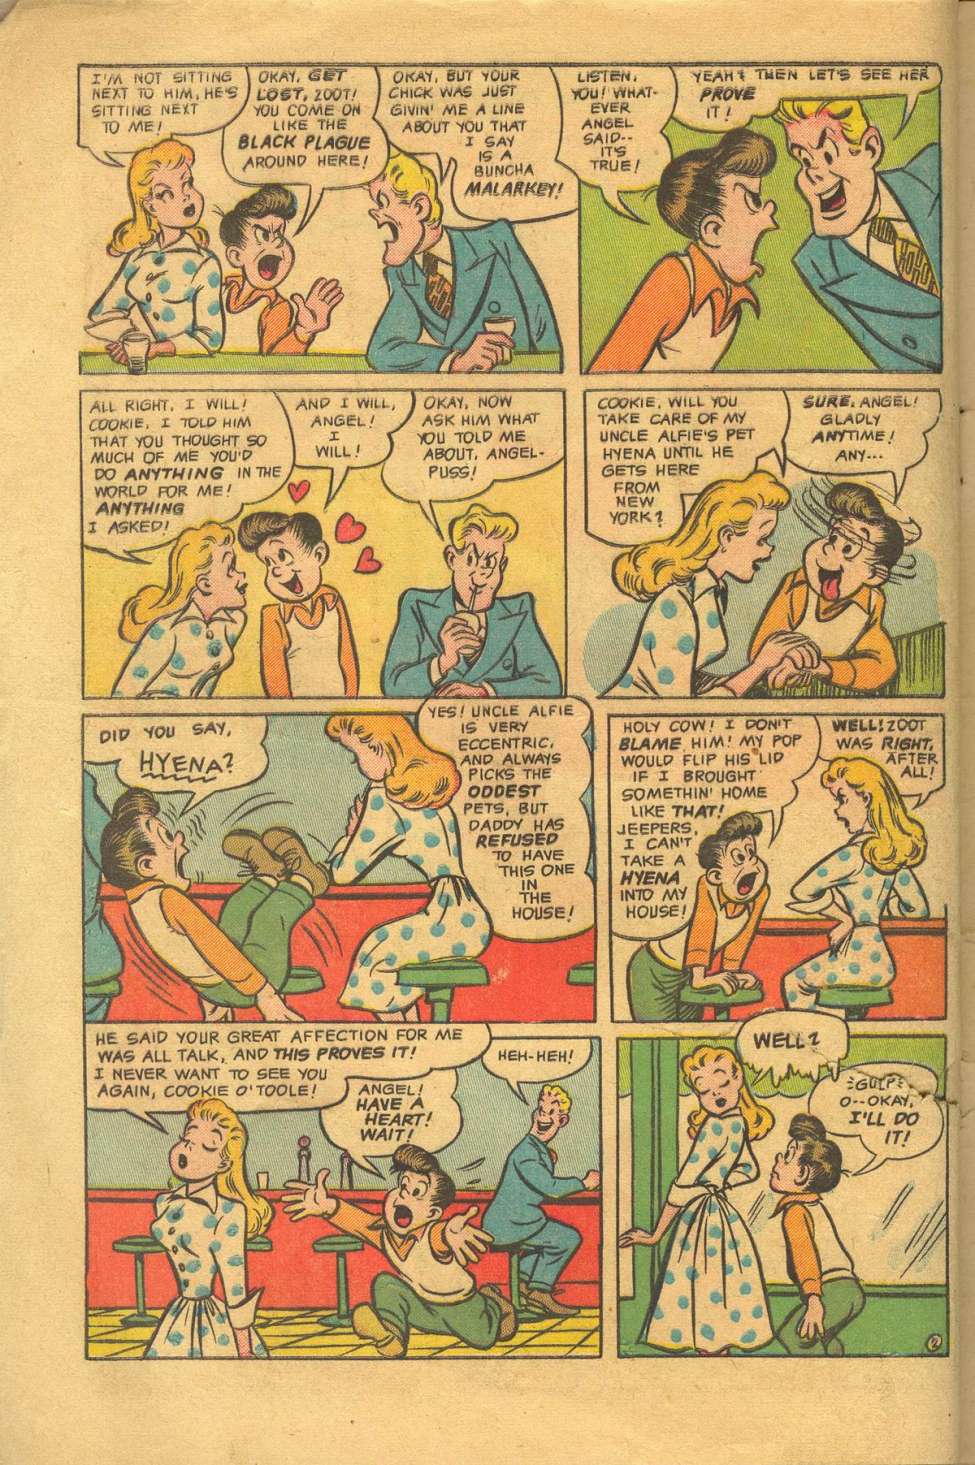 I'M NOT SITTING
NEXT TO HIM, HE'S
SITTING NEXT
TO ME!
OKAY, GET
LOST, ZOOT!
YOU COME ON
LIKE THE
BLACK PLAGUE
AROUND HERE!
OKAY, BUT YOUR
CHICK WAS JUST
GIVIN' ME A LINE
ABOUT YOU THAT
I SAY
IS A
BUNCHA
MALARKEY!
LISTEN,
YOU! WHAT-
EVER
ANGEL
SAID--
IT'S
TRUE!
YEAH? THEN LET'S SEE HER
PROVE
IT!
ALL RIGHT, I WILL!
COOKIE, I TOLD HIM
THAT YOU THOUGHT SO
MUCH OF ME YOU'D
DO ANYTHING IN THE
WORLD FOR ME!
ANYTHING
I ASKED!
AND I WILL,
ANGEL!
I
WILL!
OKAY, NOW
ASK HIM WHAT
YOU TOLD ME
ABOUT, ANGEL-
PUSS!
COOKIE, WILL YOU
TAKE CARE OF MY
UNCLE ALFIE'S PET
HYENA UNTIL HE
GETS HERE
FROM
NEW
YORK?
SURE, ANGEL!
GLADLY
ANYTIME!
ANY---
DID YOU SAY,
HYENA?
YES! UNCLE ALFIE
IS VERY
ECCENTRIC,
AND ALWAYS
PICKS THE
ODDEST
PETS, BUT
DADDY HAS
REFUSED
TO HAVE
THIS ONE
IN
THE
HOUSE!
HOLY COW! I DON'T
BLAME HIM! MY POP
WOULD FLIP HIS LID
IF I BROUGHT
SOMETHIN' HOME
LIKE THAT!
JEEPERS,
I CAN'T
TAKE A
HYENA
INTO MY
HOUSE!
WELL! ZOOT
WAS RIGHT,
AFTER
ALL!
HE SAID YOUR GREAT AFFECTION FOR ME
WAS ALL TALK, AND THIS PROVES IT!
I NEVER WANT TO SEE YOU
AGAIN, COOKIE O'TOOLE!
ANGEL!
HAVE A
HEART!
WAIT!
HEH-HEH!
WELL?
GULP
O--OKAY,
I'LL DO
IT!
2